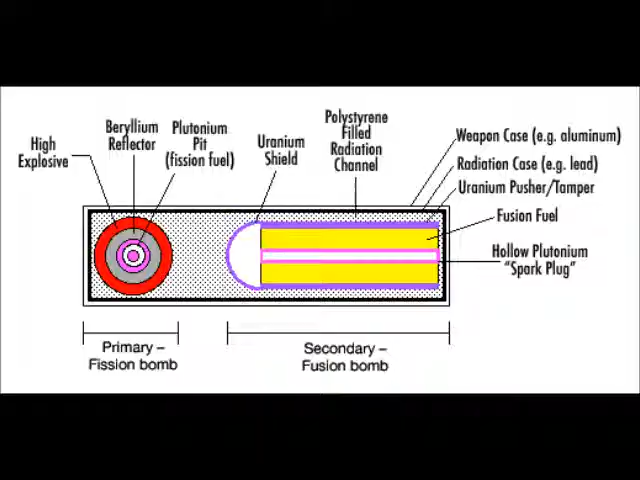 High
Explosive
Beryllium
Reflector
Plutonium
Pit
(fission fuel)
Uranium
Shield
Polystyrene
Filled
Radiation
Channel
Weapon Case (e.g. aluminum)
Radiation Case (e.g. lead)
Uranium Pusher/Tamper
Fusion Fuel
Hollow Plutonium
"Spark Plug"
Primary –
Fission bomb
Secondary –
Fusion bomb